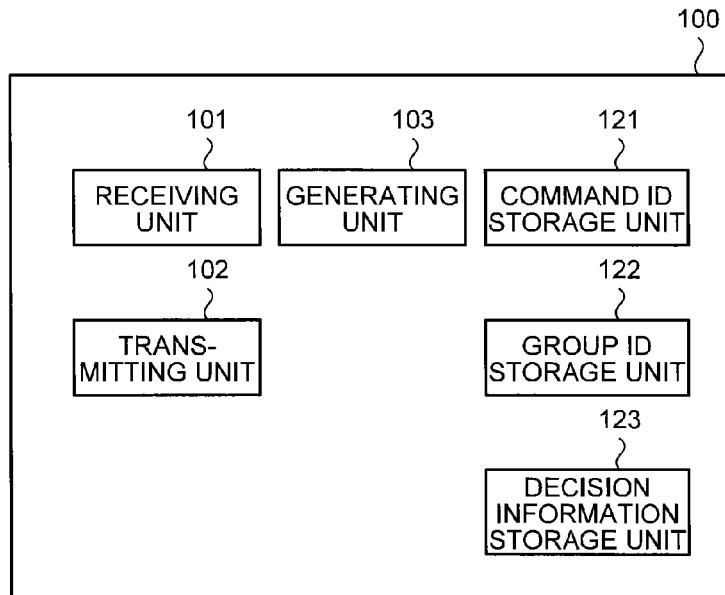 100
101
103
121
RECEIVING
UNIT
GENERATING
UNIT
COMMAND ID
STORAGE UNIT
102
122
TRANS-
MITTING UNIT
GROUP ID
STORAGE UNIT
123
DECISION
INFORMATION
STORAGE UNIT